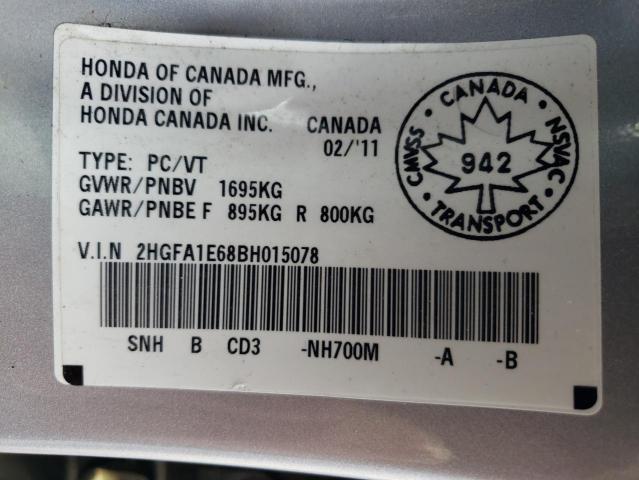 HONDA OF CANADA MFG.,
A DIVISION OF
HONDA CANADA INC. CANADA
02/'11
TYPE: PC/VT
GVWR/PNBV 1695KG
GAWR/PNBE F 895KG R 800KG
V.I.N 2HGFA1E68BH015078
SNH B CD3 -NH700M -A -B
CMVSS · CANADA · NSVAC
942
· TRANSPORT ·